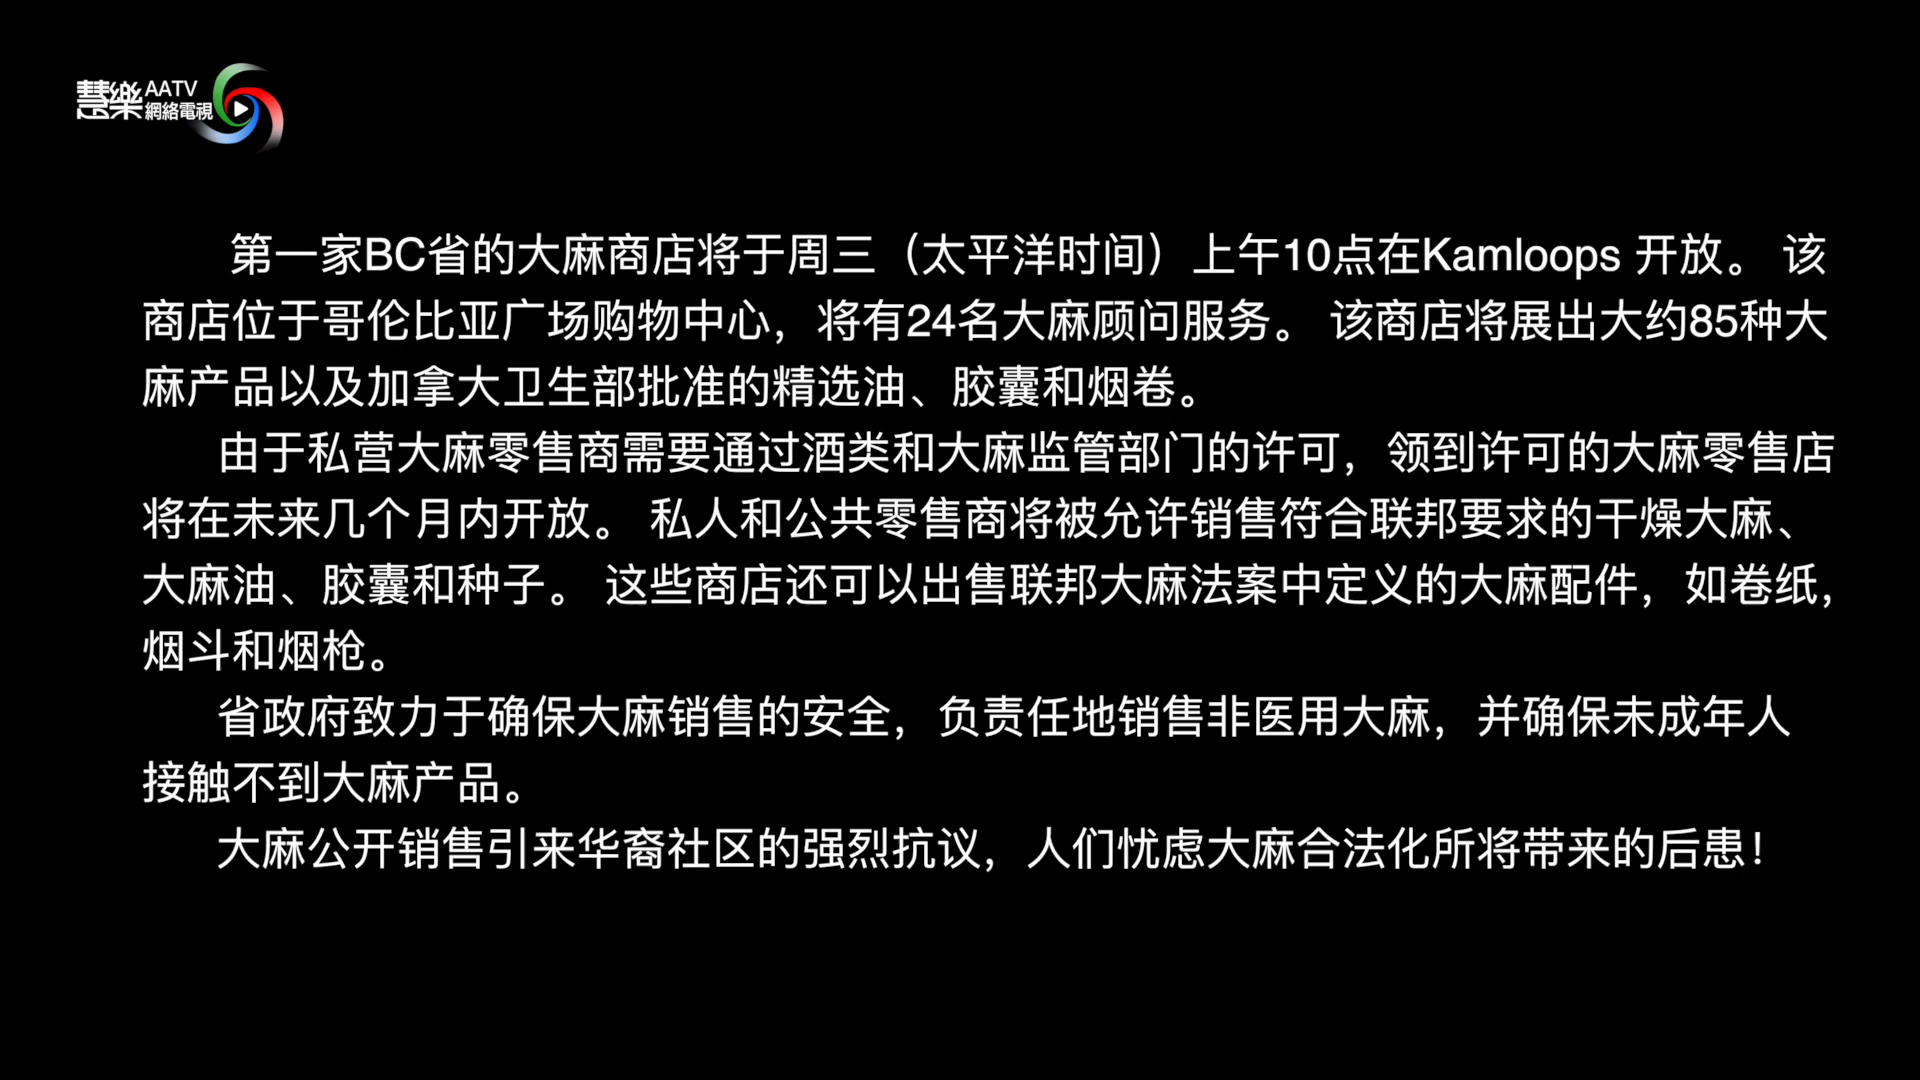 慧樂 AATV
網絡電視
第一家BC省的大麻商店将于周三（太平洋时间）上午10点在Kamloops 开放。 该
商店位于哥伦比亚广场购物中心，将有24名大麻顾问服务。 该商店将展出大约85种大
麻产品以及加拿大卫生部批准的精选油、胶囊和烟卷。
由于私营大麻零售商需要通过酒类和大麻监管部门的许可，领到许可的大麻零售店
将在未来几个月内开放。 私人和公共零售商将被允许销售符合联邦要求的干燥大麻、
大麻油、胶囊和种子。 这些商店还可以出售联邦大麻法案中定义的大麻配件，如卷纸，
烟斗和烟枪。
省政府致力于确保大麻销售的安全，负责任地销售非医用大麻，并确保未成年人
接触不到大麻产品。
大麻公开销售引来华裔社区的强烈抗议，人们忧虑大麻合法化所将带来的后患！